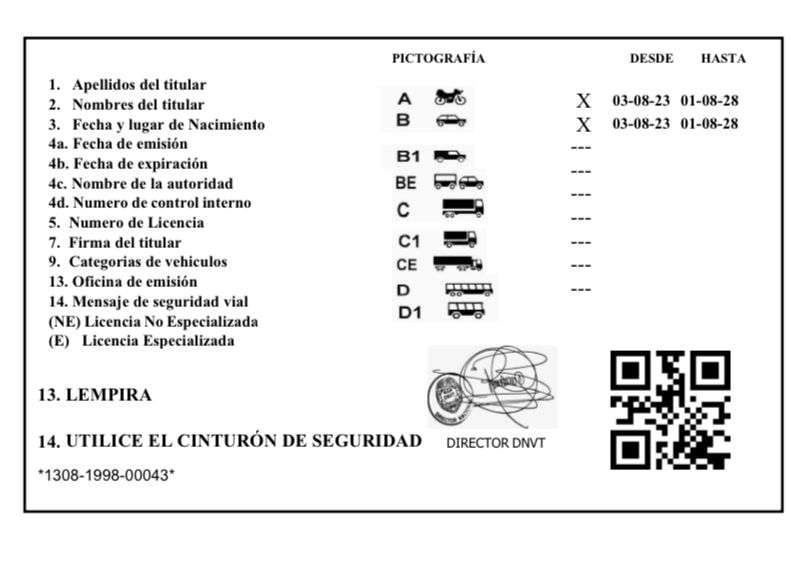 PICTOGRAFÍA DESDE HASTA
1. Apellidos del titular
2. Nombres del titular
3. Fecha y lugar de Nacimiento
4a. Fecha de emisión
4b. Fecha de expiración
4c. Nombre de la autoridad
4d. Numero de control interno
5. Numero de Licencia
7. Firma del titular
9. Categorias de vehiculos
13. Oficina de emisión
14. Mensaje de seguridad vial
(NE) Licencia No Especializada
(E) Licencia Especializada
A X 03-08-23 01-08-28
B X 03-08-23 01-08-28
B1 ---
BE ---
C ---
C1 ---
CE ---
D ---
D1 ---
13. LEMPIRA
14. UTILICE EL CINTURÓN DE SEGURIDAD
DIRECTOR DNVT
*1308-1998-00043*